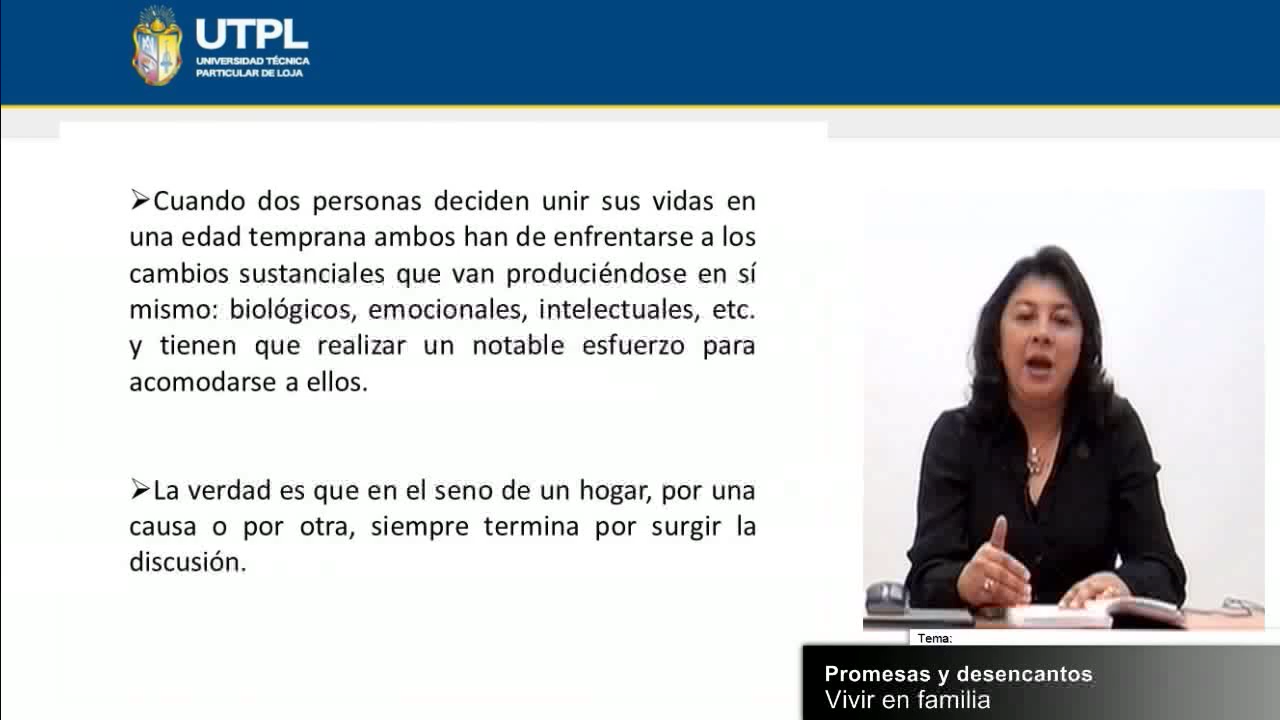 UTPL
UNIVERSIDAD TÉCNICA
PARTICULAR DE LOJA
➢Cuando dos personas deciden unir sus vidas en
una edad temprana ambos han de enfrentarse a los
cambios sustanciales que van produciéndose en sí
mismo: biológicos, emocionales, intelectuales, etc.
y tienen que realizar un notable esfuerzo para
acomodarse a ellos.
➢La verdad es que en el seno de un hogar, por una
causa o por otra, siempre termina por surgir la
discusión.
Tema:
Promesas y desencantos
Vivir en familia